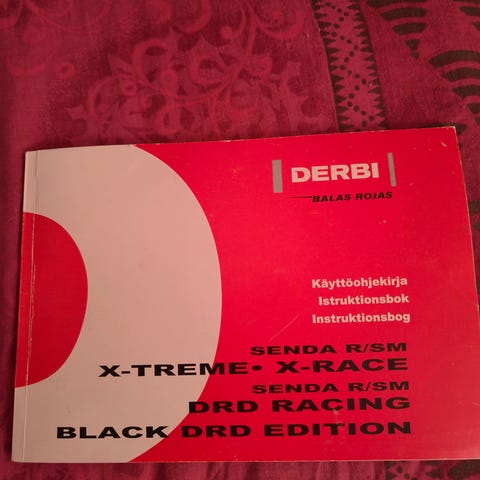 DERBI
BALAS ROJAS
Käyttöohjekirja
Istruktionsbok
Instruktionsbog
SENDA R/SM
X-TREME• X-RACE
SENDA R/SM
DRD RACING
BLACK DRD EDITION